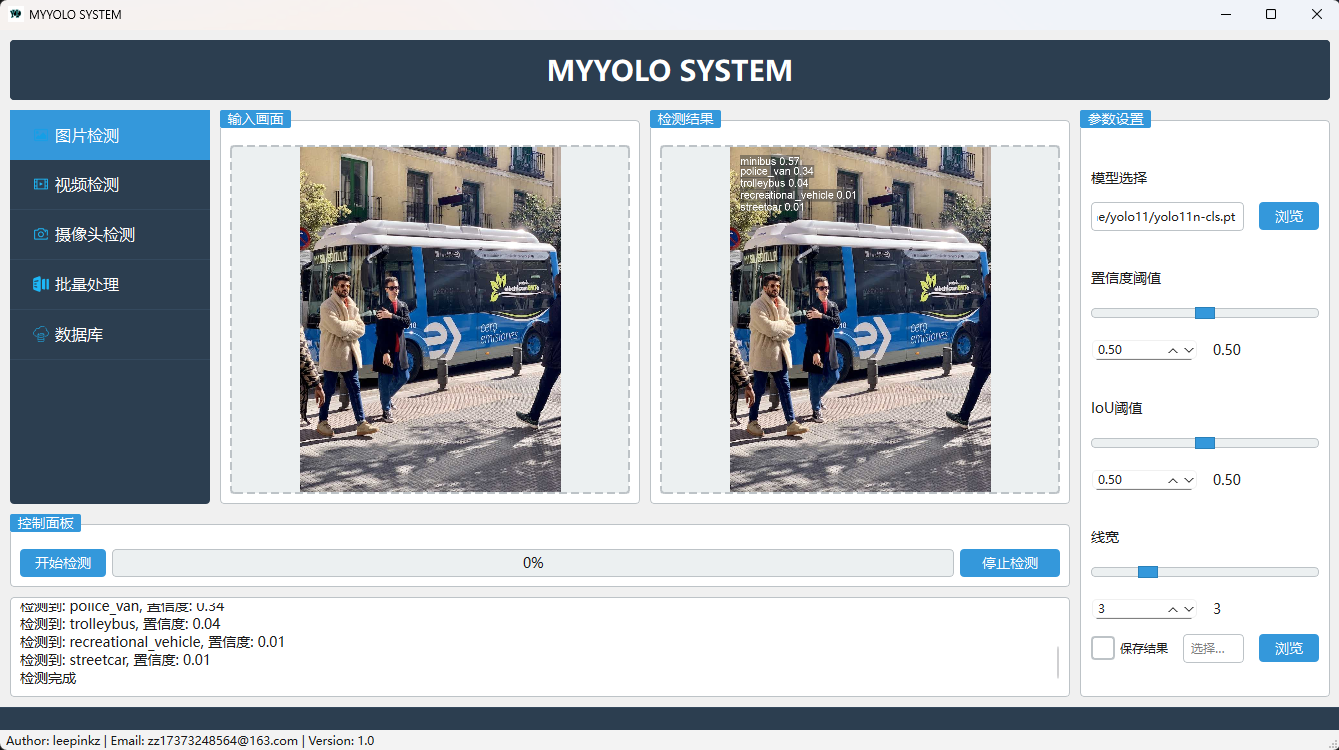 MYYOLO SYSTEM
MYYOLO SYSTEM
图片检测
视频检测
摄像头检测
批量处理
数据库
输入画面
检测结果
minibus 0.57
police_van 0.34
trolleybus 0.04
recreational_vehicle 0.01
streetcar 0.01
参数设置
模型选择
e/yolo11/yolo11n-cls.pt
浏览
置信度阈值
0.50
0.50
IoU阈值
0.50
0.50
线宽
3
3
保存结果
选择...
浏览
控制面板
开始检测
0%
停止检测
检测到: police_van, 置信度: 0.34
检测到: trolleybus, 置信度: 0.04
检测到: recreational_vehicle, 置信度: 0.01
检测到: streetcar, 置信度: 0.01
检测完成
Author: leepinkz | Email: zz17373248564@163.com | Version: 1.0